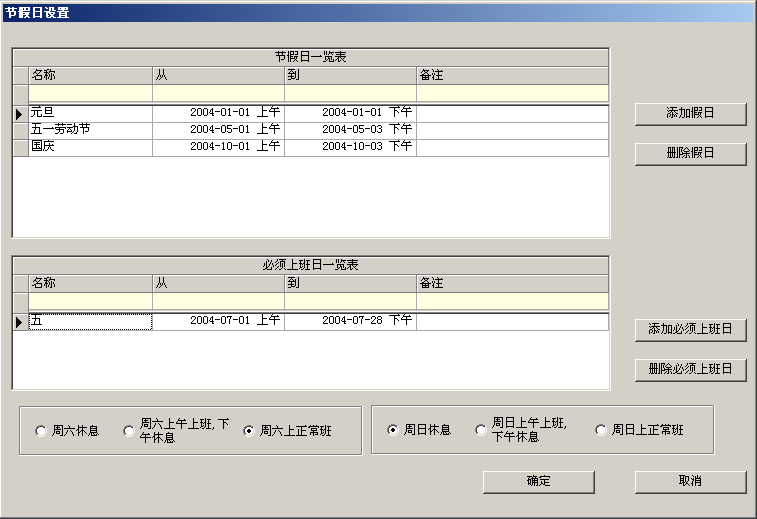 节假日设置
节假日一览表
名称 从 到 备注
元旦 2004-01-01 上午 2004-01-01 下午
五一劳动节 2004-05-01 上午 2004-05-03 下午
国庆 2004-10-01 上午 2004-10-03 下午
添加假日
删除假日
必须上班日一览表
名称 从 到 备注
五 2004-07-01 上午 2004-07-28 下午
添加必须上班日
删除必须上班日
周六休息
周六上午上班,下
午休息
周六上正常班
周日休息
周日上午上班,
下午休息
周日上正常班
确定
取消